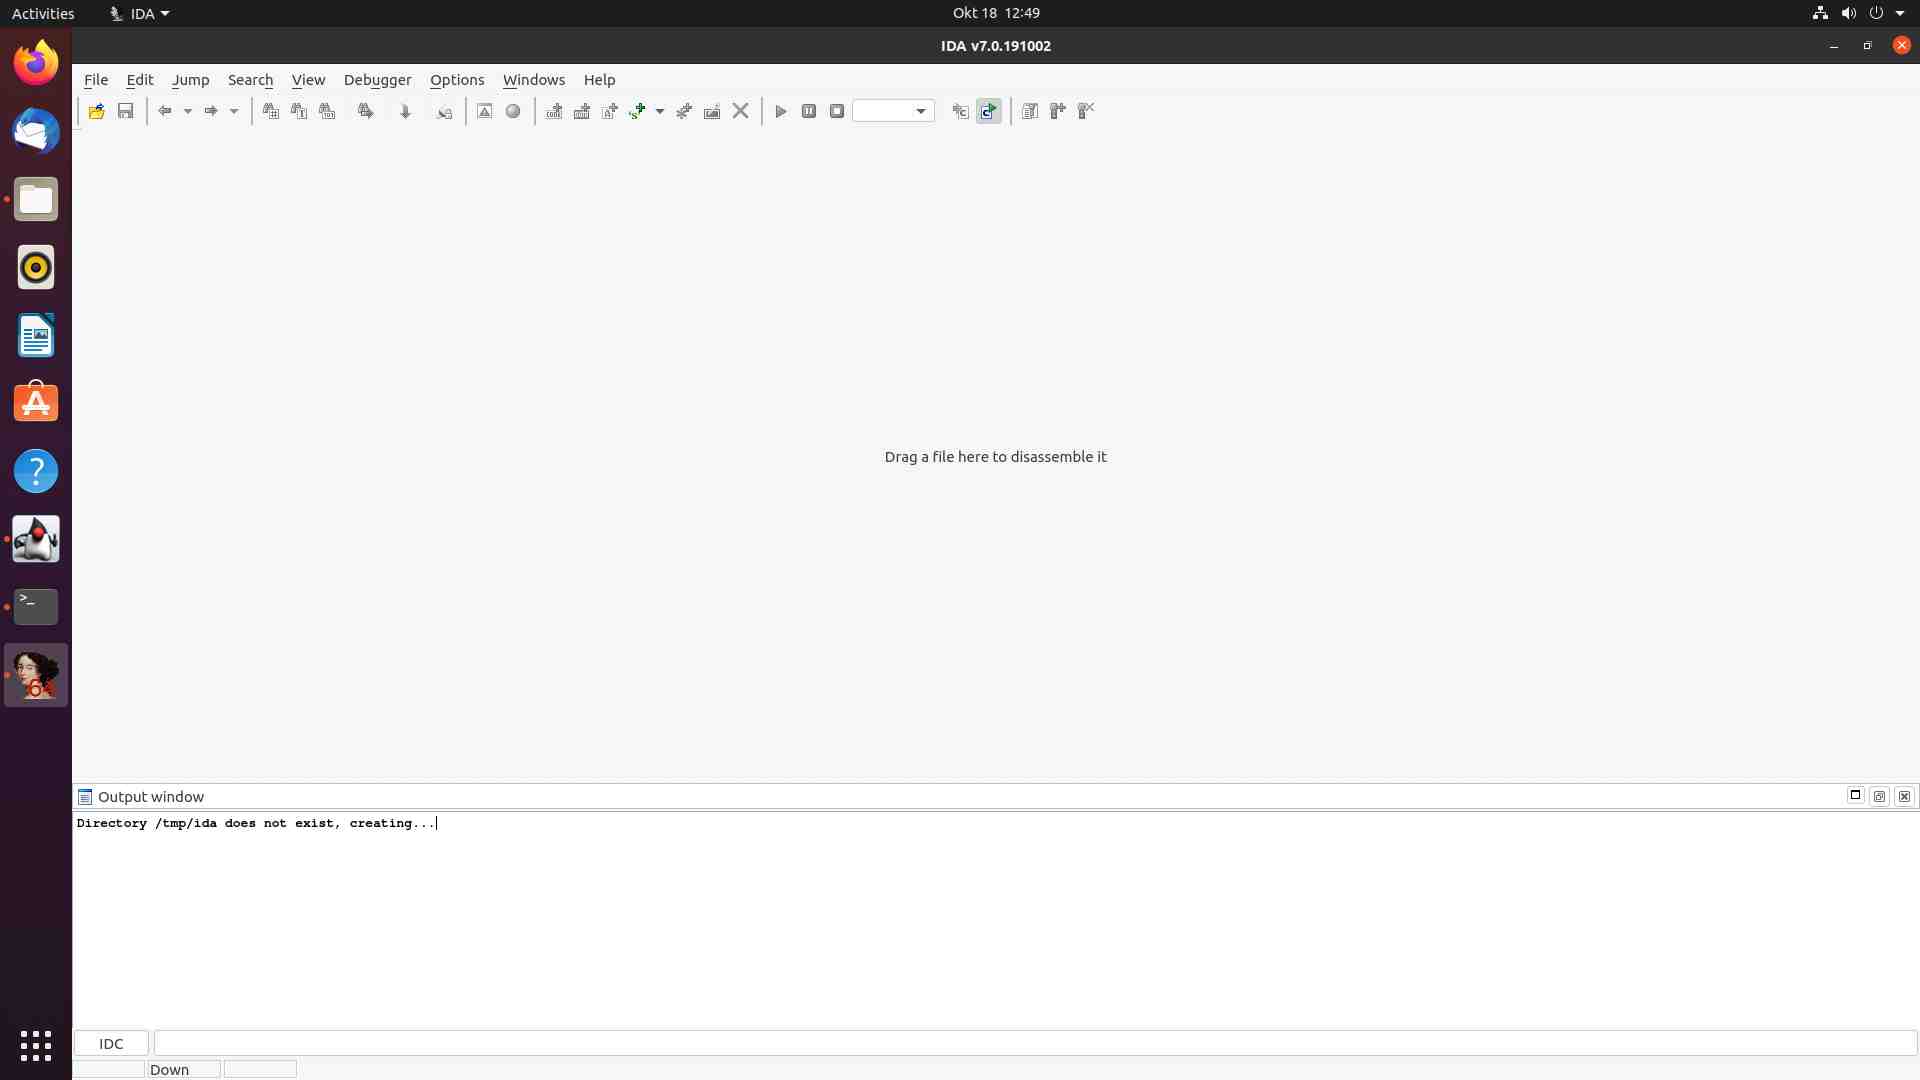 Activities
IDA
Okt 18 12:49
IDA v7.0.191002
File Edit Jump Search View Debugger Options Windows Help
Drag a file here to disassemble it
Output window
Directory /tmp/ida does not exist, creating...
IDC
Down